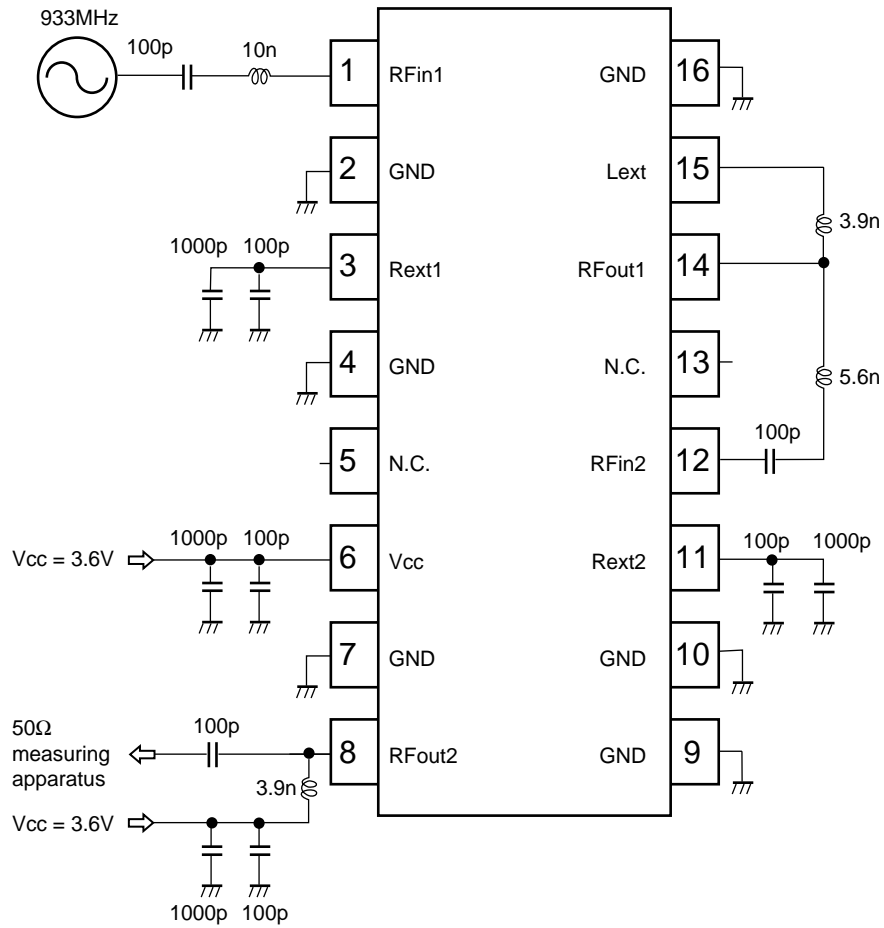 933MHz
100p
10n
1
RFin1
GND
16
2
GND
Lext
15
3.9n
1000p
100p
3
Rext1
RFout1
14
4
GND
N.C.
13
5.6n
100p
5
N.C.
RFin2
12
1000p
100p
Vcc = 3.6V
6
Vcc
Rext2
11
100p
1000p
7
GND
GND
10
50Ω
measuring
apparatus
100p
8
RFout2
GND
9
3.9n
Vcc = 3.6V
1000p
100p